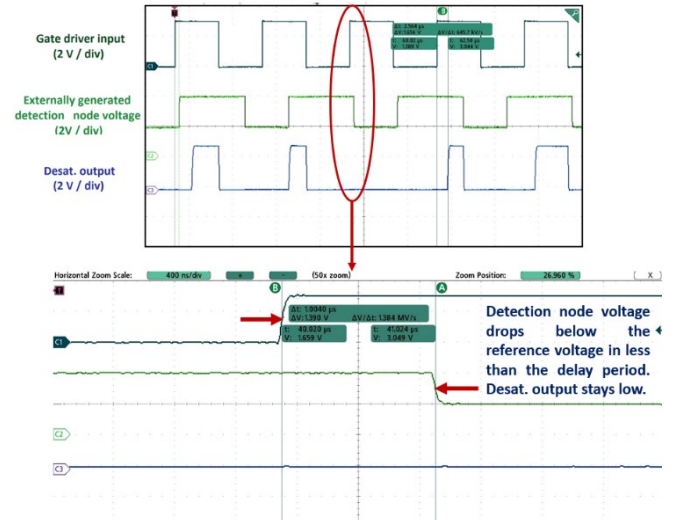 Gate driver input
(2 V / div)
Externally generated
detection node voltage
(2V / div)
Desat. output
(2 V / div)
B
C1
C2
C3
Horizontal Zoom Scale: 400 ns/div + - (50x zoom) Zoom Position: 26.960 % X
B
A
Δt: 1.0040 µs
ΔV: 1.390 V ΔV/Δt: 1.384 MV/s
t: 40.020 µs t: 41.024 µs
V: 1.659 V V: 3.049 V
C1
C2
C3
Detection node voltage
drops below the
reference voltage in less
than the delay period.
Desat. output stays low.